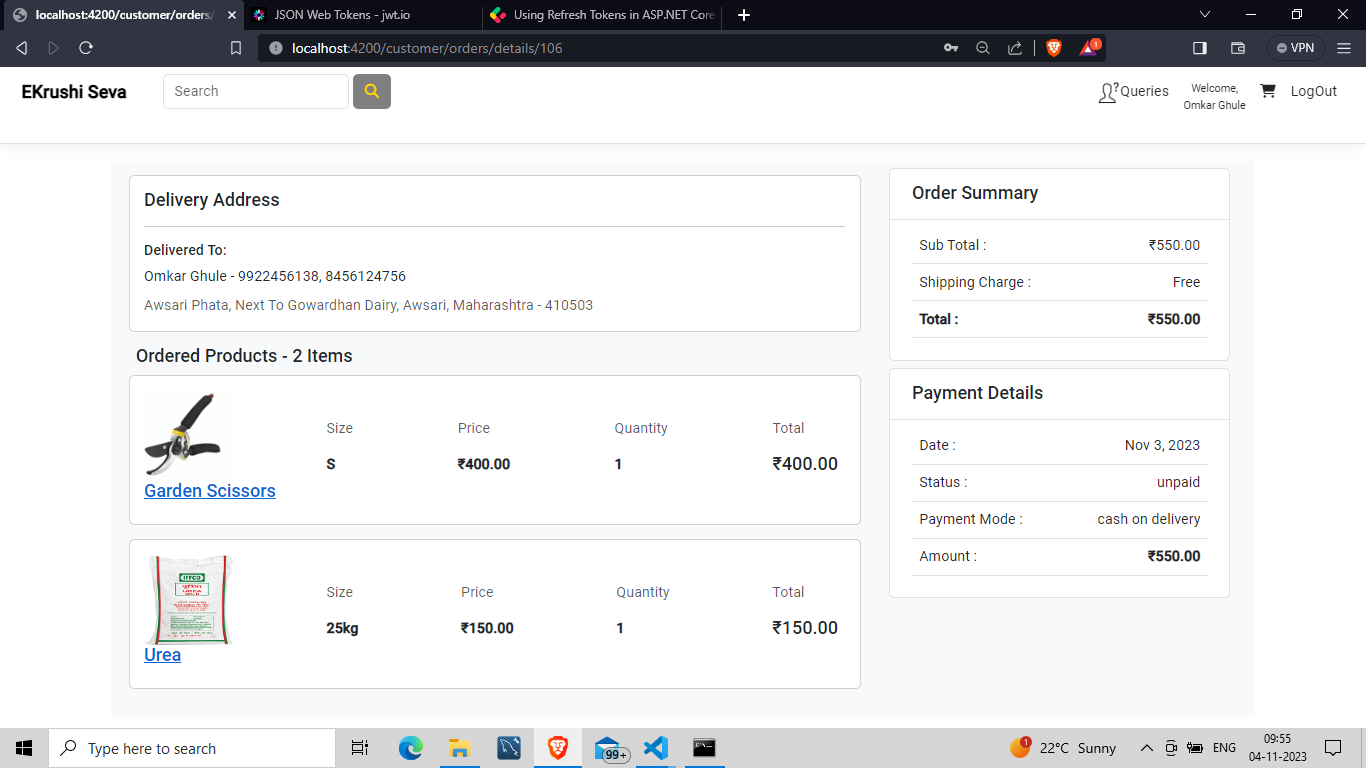 localhost:4200/customer/orders/
JSON Web Tokens - jwt.io
Using Refresh Tokens in ASP.NET Core
localhost:4200/customer/orders/details/106
1
VPN
EKrushi Seva
Search
Queries
Welcome,
Omkar Ghule
LogOut
Delivery Address
Delivered To:
Omkar Ghule - 9922456138, 8456124756
Awsari Phata, Next To Gowardhan Dairy, Awsari, Maharashtra - 410503
Ordered Products - 2 Items
Size Price Quantity Total
S ₹400.00 1 ₹400.00
Garden Scissors
IFFCO
UREA
Size Price Quantity Total
25kg ₹150.00 1 ₹150.00
Urea
Order Summary
Sub Total : ₹550.00
Shipping Charge : Free
Total : ₹550.00
Payment Details
Date : Nov 3, 2023
Status : unpaid
Payment Mode : cash on delivery
Amount : ₹550.00
Type here to search
99+
1
22°C Sunny
ENG
09:55
04-11-2023